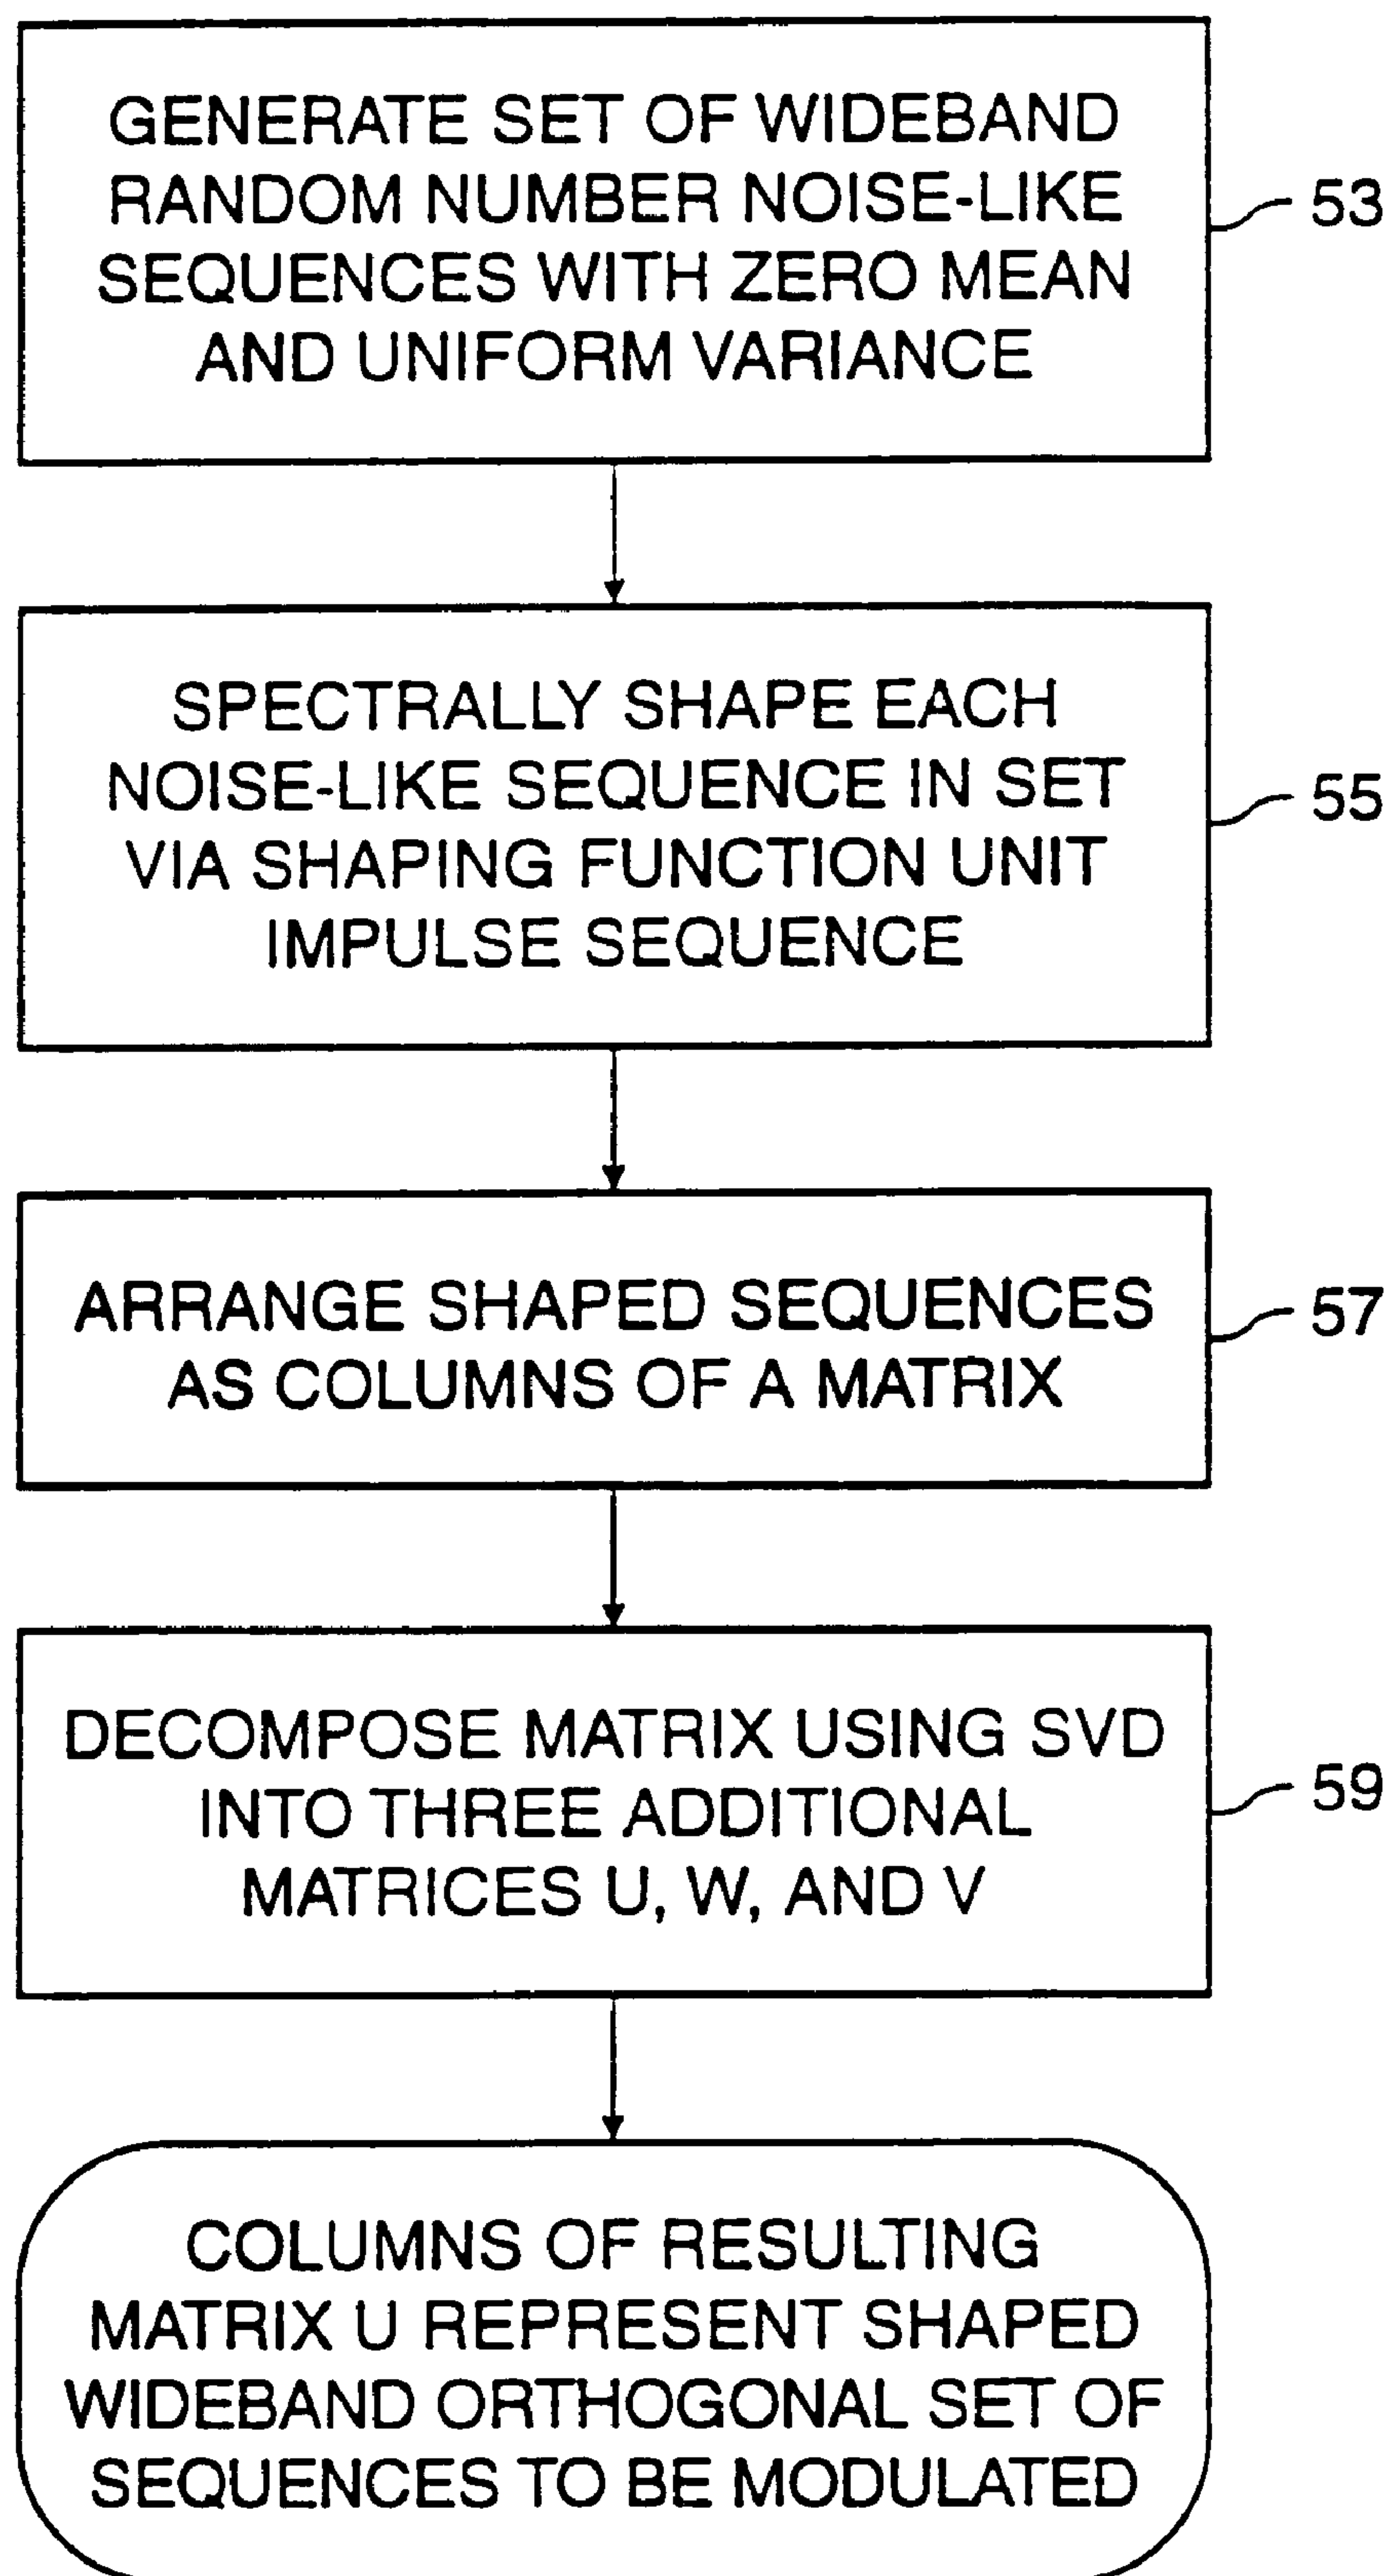 GENERATE SET OF WIDEBAND
RANDOM NUMBER NOISE-LIKE
SEQUENCES WITH ZERO MEAN
AND UNIFORM VARIANCE
53
SPECTRALLY SHAPE EACH
NOISE-LIKE SEQUENCE IN SET
VIA SHAPING FUNCTION UNIT
IMPULSE SEQUENCE
55
ARRANGE SHAPED SEQUENCES
AS COLUMNS OF A MATRIX
57
DECOMPOSE MATRIX USING SVD
INTO THREE ADDITIONAL
MATRICES U, W, AND V
59
COLUMNS OF RESULTING
MATRIX U REPRESENT SHAPED
WIDEBAND ORTHOGONAL SET OF
SEQUENCES TO BE MODULATED